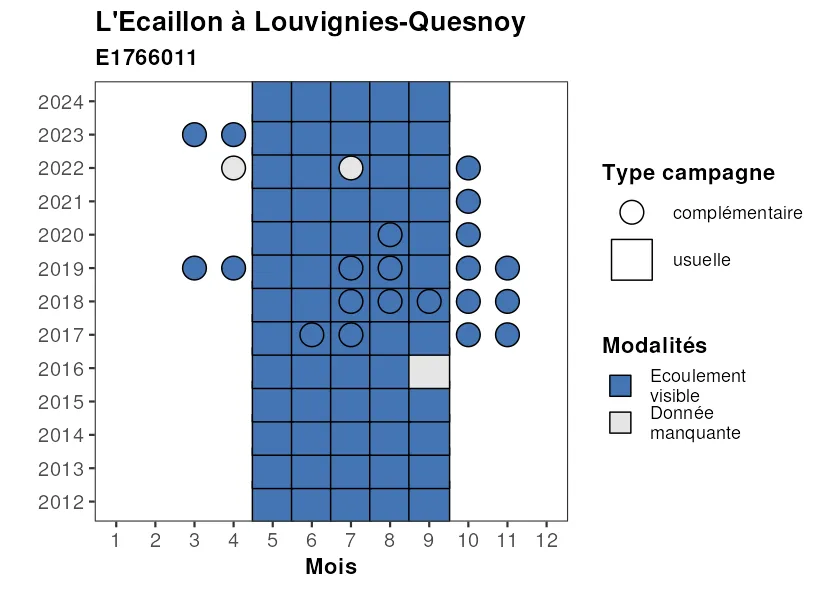 L'Ecaillon à Louvignies-Quesnoy
E1766011
2024
2023
2022
2021
2020
2019
2018
2017
2016
2015
2014
2013
2012
1 2 3 4 5 6 7 8 9 10 11 12
Mois
Type campagne
complémentaire
usuelle
Modalités
Ecoulement
visible
Donnée
manquante